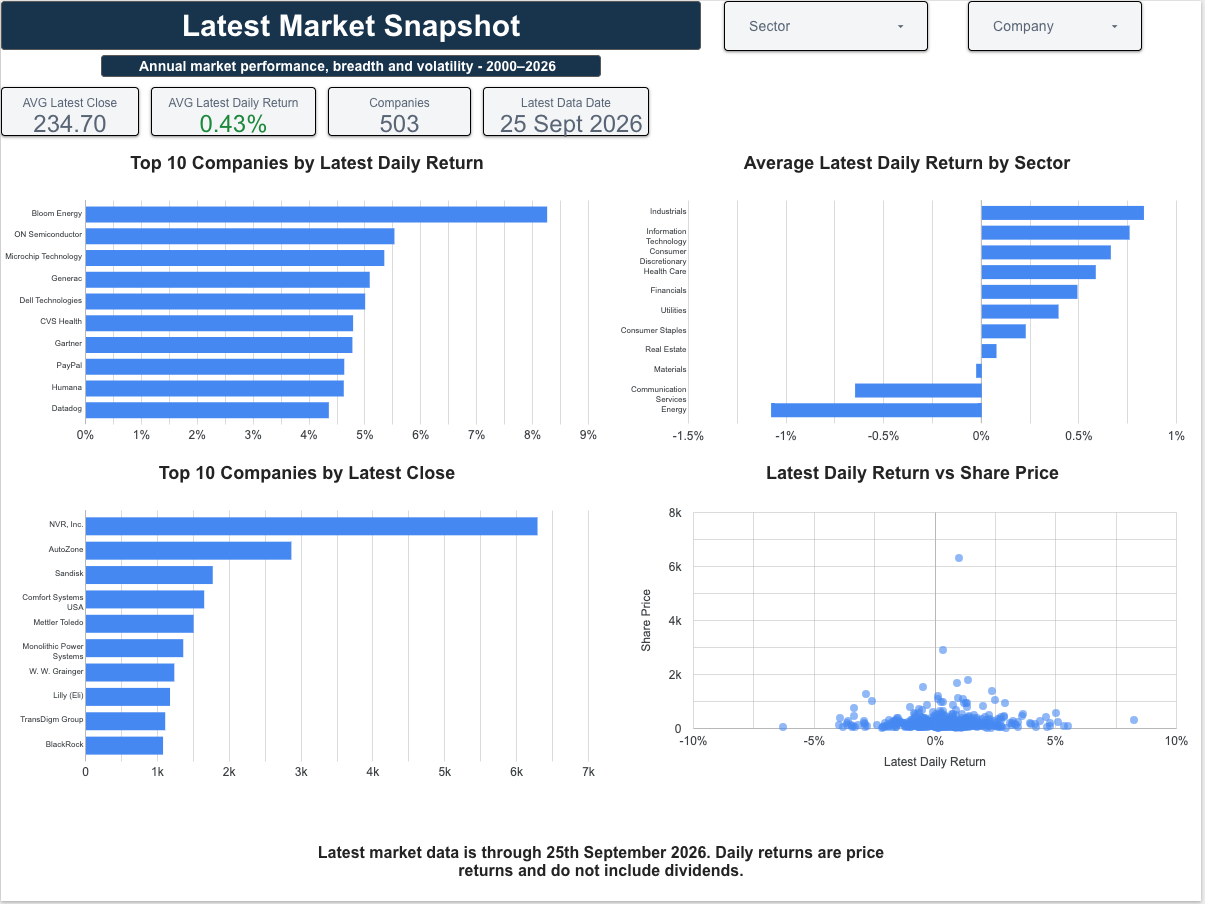 Latest Market Snapshot
Sector
Company
Annual market performance, breadth and volatility - 2000–2026
AVG Latest Close
234.70
AVG Latest Daily Return
0.43%
Companies
503
Latest Data Date
25 Sept 2026
Top 10 Companies by Latest Daily Return
Bloom Energy
ON Semiconductor
Microchip Technology
Generac
Dell Technologies
CVS Health
Gartner
PayPal
Humana
Datadog
0% 1% 2% 3% 4% 5% 6% 7% 8% 9%
Average Latest Daily Return by Sector
Industrials
Information
Technology
Consumer
Discretionary
Health Care
Financials
Utilities
Consumer Staples
Real Estate
Materials
Communication
Services
Energy
-1.5% -1% -0.5% 0% 0.5% 1%
Top 10 Companies by Latest Close
NVR, Inc.
AutoZone
Sandisk
Comfort Systems
USA
Mettler Toledo
Monolithic Power
Systems
W. W. Grainger
Lilly (Eli)
TransDigm Group
BlackRock
0 1k 2k 3k 4k 5k 6k 7k
Latest Daily Return vs Share Price
Share Price
8k
6k
4k
2k
0
-10% -5% 0% 5% 10%
Latest Daily Return
Latest market data is through 25th September 2026. Daily returns are price
returns and do not include dividends.